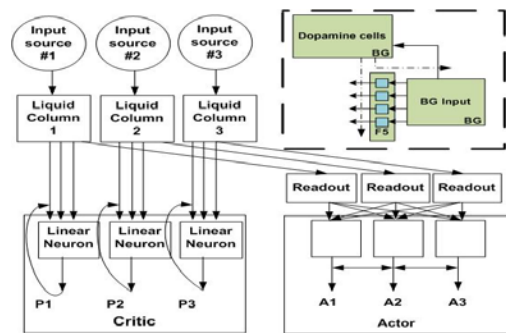 Input
source
#1
Input
source
#2
Input
source
#3
Dopamine cells
BG
BG Input
BG
F5
Liquid
Column
1
Liquid
Column
2
Liquid
Column
3
Readout
Readout
Readout
Linear
Neuron
Linear
Neuron
Linear
Neuron
P1
P2
P3
Critic
A1
A2
A3
Actor